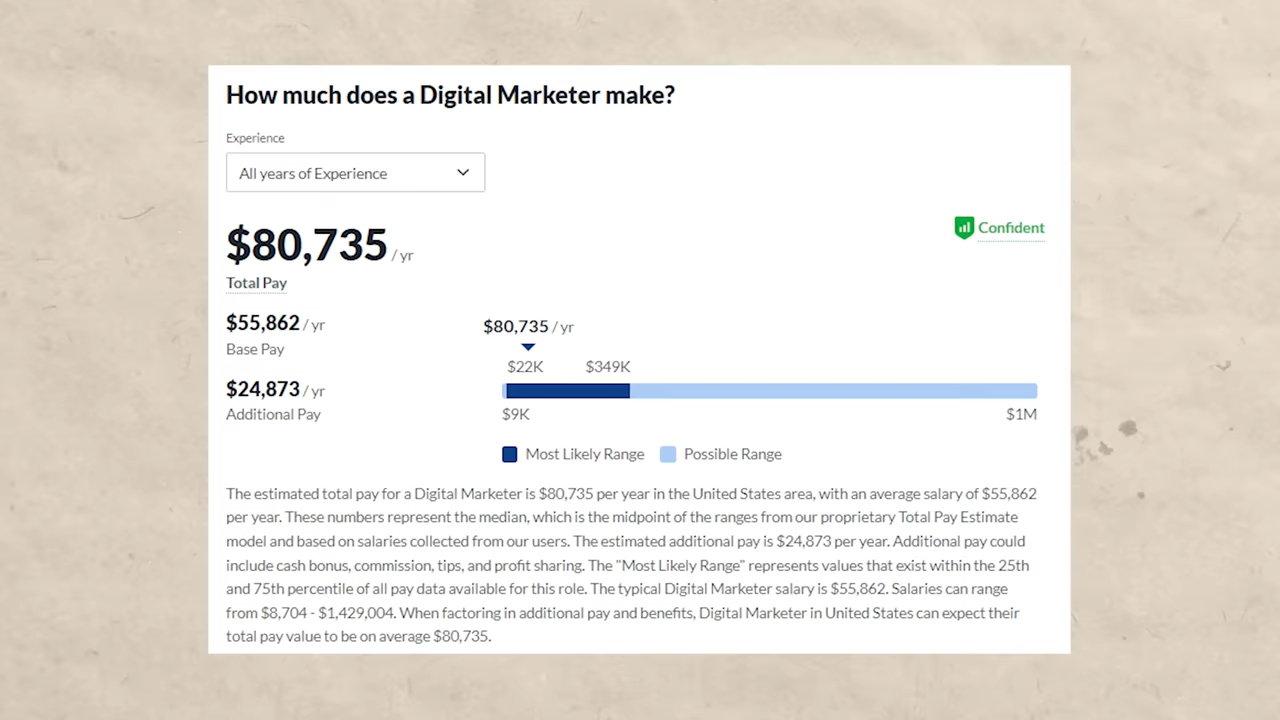 How much does a Digital Marketer make?
Experience
All years of Experience
$80,735 / yr
Confident
Total Pay
$55,862 / yr
Base Pay
$24,873 / yr
Additional Pay
$80,735 / yr
$22K $349K
$9K $1M
Most Likely Range Possible Range
The estimated total pay for a Digital Marketer is $80,735 per year in the United States area, with an average salary of $55,862
per year. These numbers represent the median, which is the midpoint of the ranges from our proprietary Total Pay Estimate
model and based on salaries collected from our users. The estimated additional pay is $24,873 per year. Additional pay could
include cash bonus, commission, tips, and profit sharing. The "Most Likely Range" represents values that exist within the 25th
and 75th percentile of all pay data available for this role. The typical Digital Marketer salary is $55,862. Salaries can range
from $8,704 - $1,429,004. When factoring in additional pay and benefits, Digital Marketer in United States can expect their
total pay value to be on average $80,735.